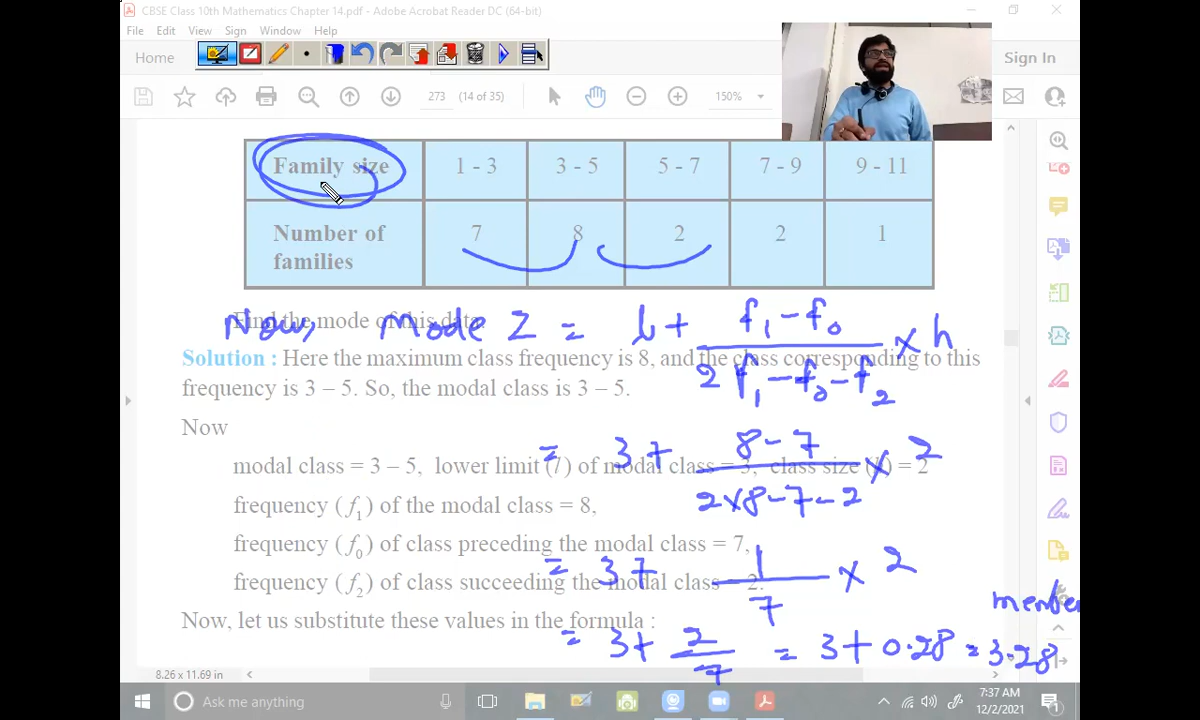 CBSE Class 10th Mathematics Chapter 14.pdf - Adobe Acrobat Reader DC (64-bit)
File Edit View Sign Window Help
Home Sign In
273 (14 of 35) 150%
Family size 1 - 3 3 - 5 5 - 7 7 - 9 9 - 11
Number of families 7 8 2 2 1
Find the mode of this data.
Now, Mode Z = l + (f₁ - f₀)/(2f₁ - f₀ - f₂) × h
Solution : Here the maximum class frequency is 8, and the class corresponding to this
frequency is 3 – 5. So, the modal class is 3 – 5.
Now
= 3 + (8 - 7)/(2×8 - 7 - 2) × 2
modal class = 3 – 5, lower limit (l) of modal class = 3, class size (h) = 2
frequency ( f₁ ) of the modal class = 8,
frequency ( f₀ ) of class preceding the modal class = 7,
= 3 + 1/7 × 2
frequency ( f₂ ) of class succeeding the modal class = 2.
Now, let us substitute these values in the formula :
member
= 3 + 2/7 = 3 + 0.28 = 3.28
8.26 x 11.69 in
Ask me anything
7:37 AM
12/2/2021